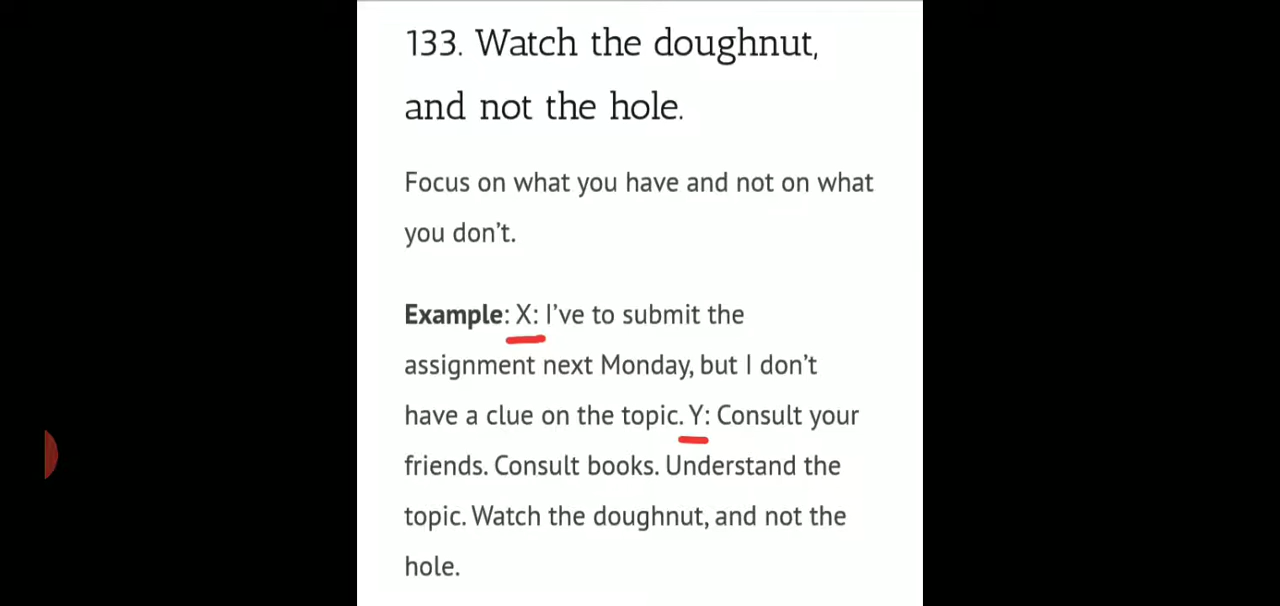 133. Watch the doughnut,
and not the hole.
Focus on what you have and not on what
you don’t.
Example: X: I’ve to submit the
assignment next Monday, but I don’t
have a clue on the topic. Y: Consult your
friends. Consult books. Understand the
topic. Watch the doughnut, and not the
hole.